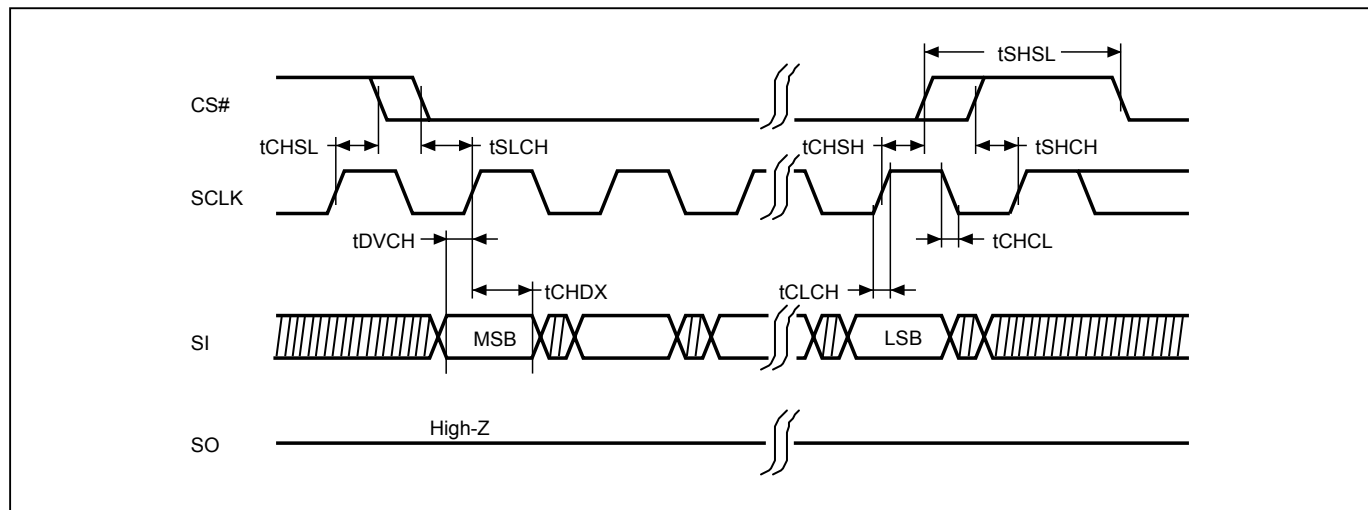 tSHSL
CS#
tCHSL
tSLCH
tCHSH
tSHCH
SCLK
tDVCH
tCHCL
tCHDX
tCLCH
SI
MSB
LSB
High-Z
SO